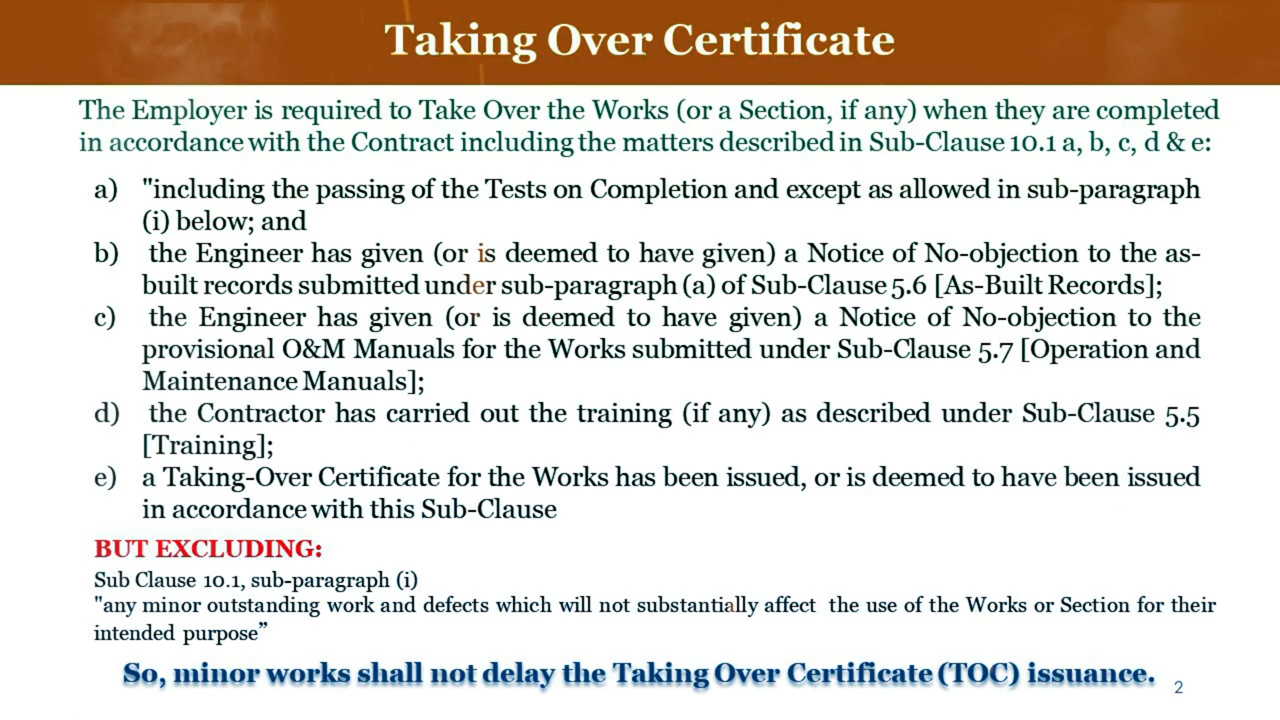 Taking Over Certificate
The Employer is required to Take Over the Works (or a Section, if any) when they are completed
in accordance with the Contract including the matters described in Sub-Clause 10.1 a, b, c, d & e:
a) "including the passing of the Tests on Completion and except as allowed in sub-paragraph
(i) below; and
b) the Engineer has given (or is deemed to have given) a Notice of No-objection to the as-
built records submitted under sub-paragraph (a) of Sub-Clause 5.6 [As-Built Records];
c) the Engineer has given (or is deemed to have given) a Notice of No-objection to the
provisional O&M Manuals for the Works submitted under Sub-Clause 5.7 [Operation and
Maintenance Manuals];
d) the Contractor has carried out the training (if any) as described under Sub-Clause 5.5
[Training];
e) a Taking-Over Certificate for the Works has been issued, or is deemed to have been issued
in accordance with this Sub-Clause
BUT EXCLUDING:
Sub Clause 10.1, sub-paragraph (i)
"any minor outstanding work and defects which will not substantially affect the use of the Works or Section for their
intended purpose”
So, minor works shall not delay the Taking Over Certificate (TOC) issuance.
2